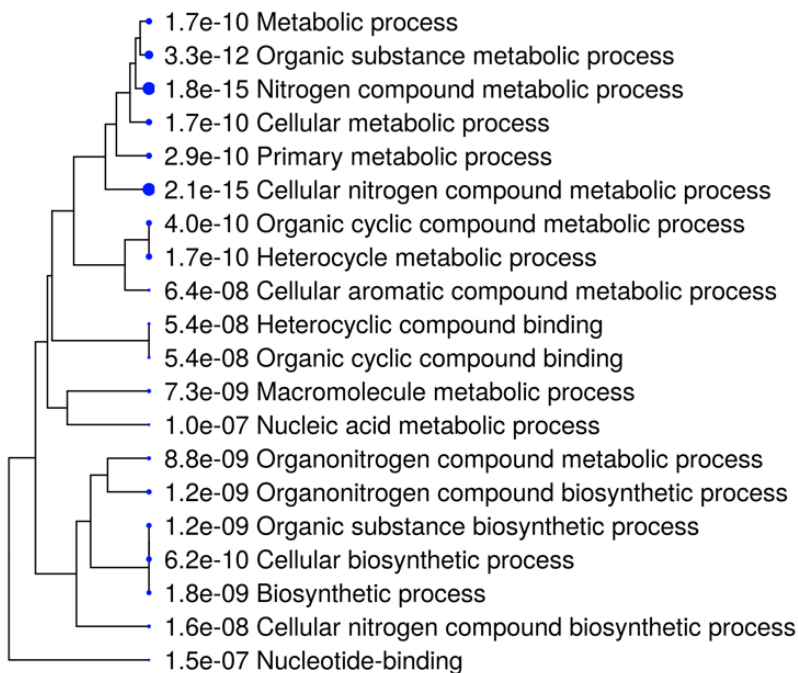 1.7e-10 Metabolic process
3.3e-12 Organic substance metabolic process
1.8e-15 Nitrogen compound metabolic process
1.7e-10 Cellular metabolic process
2.9e-10 Primary metabolic process
2.1e-15 Cellular nitrogen compound metabolic process
4.0e-10 Organic cyclic compound metabolic process
1.7e-10 Heterocycle metabolic process
6.4e-08 Cellular aromatic compound metabolic process
5.4e-08 Heterocyclic compound binding
5.4e-08 Organic cyclic compound binding
7.3e-09 Macromolecule metabolic process
1.0e-07 Nucleic acid metabolic process
8.8e-09 Organonitrogen compound metabolic process
1.2e-09 Organonitrogen compound biosynthetic process
1.2e-09 Organic substance biosynthetic process
6.2e-10 Cellular biosynthetic process
1.8e-09 Biosynthetic process
1.6e-08 Cellular nitrogen compound biosynthetic process
1.5e-07 Nucleotide-binding